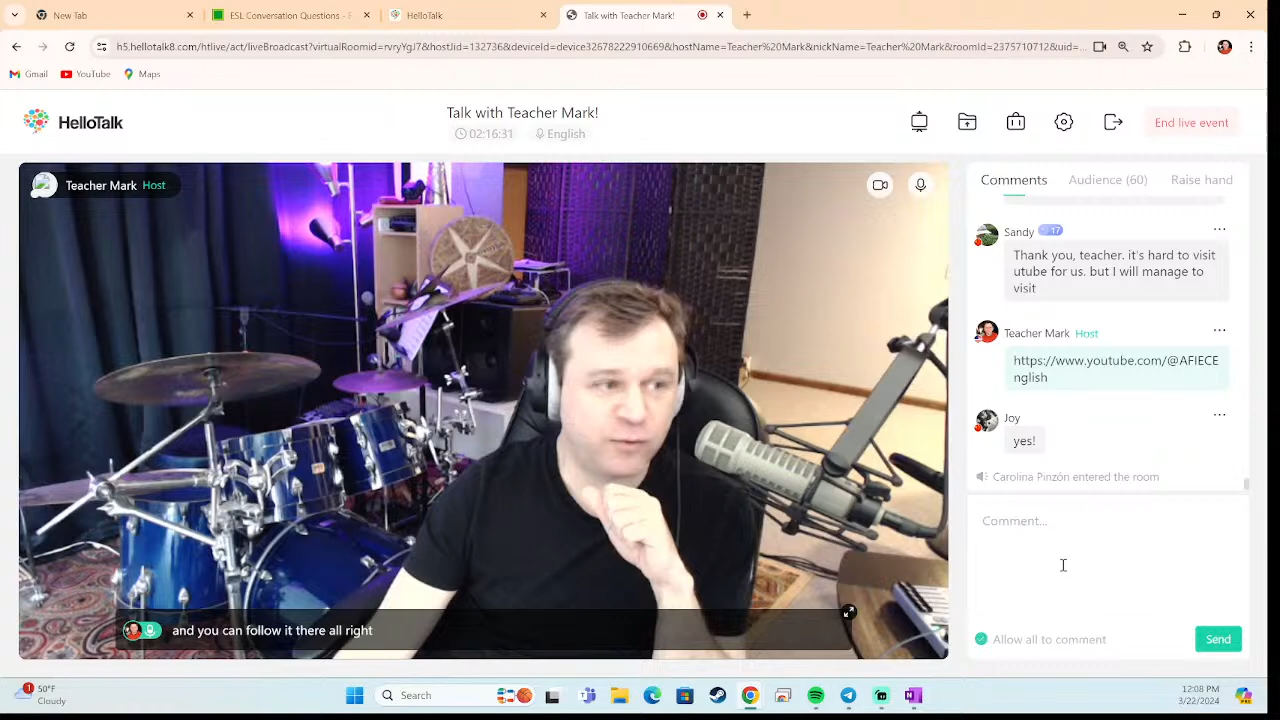 New Tab
ESL Conversation Questions - F
HelloTalk
Talk with Teacher Mark!
h5.hellotalk8.com/htlive/act/liveBroadcast?virtualRoomid=rvryYgJ7&hostId=132736&deviceId=device32678222910669&hostName=Teacher%20Mark&nickName=Teacher%20Mark&roomId=2375710712&uid=...
Gmail
YouTube
Maps
HelloTalk
Talk with Teacher Mark!
02:16:31
English
End live event
Teacher Mark Host
Comments
Audience (60)
Raise hand
Sandy 17
Thank you, teacher. it's hard to visit
utube for us. but I will manage to
visit
Teacher Mark Host
https://www.youtube.com/@AFIECE
nglish
Joy
yes!
Carolina Pinzón entered the room
Comment...
and you can follow it there all right
Allow all to comment
Send
1
50°F
Cloudy
Search
12:08 PM
3/22/2024